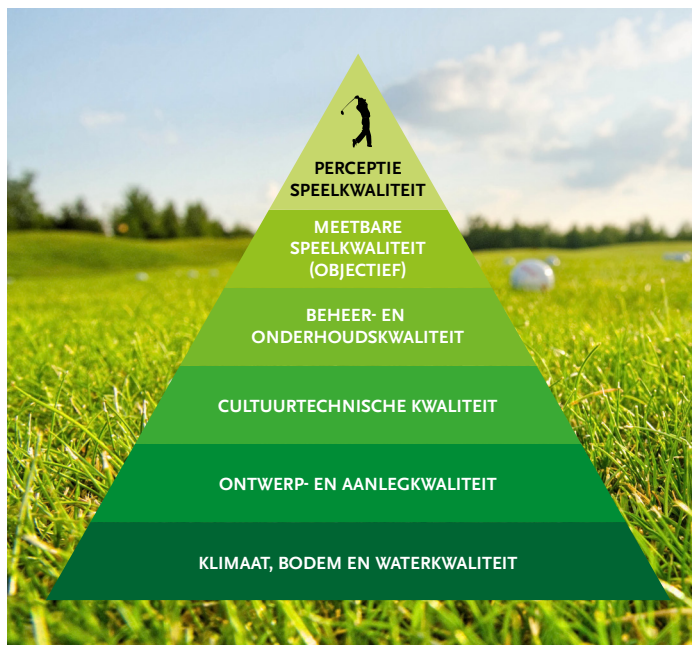 PERCEPTIE
SPEELKWALITEIT
MEETBARE
SPEELKWALITEIT
(OBJECTIEF)
BEHEER- EN
ONDERHOUDSKWALITEIT
CULTUURTECHNISCHE KWALITEIT
ONTWERP- EN AANLEGKWALITEIT
KLIMAAT, BODEM EN WATERKWALITEIT